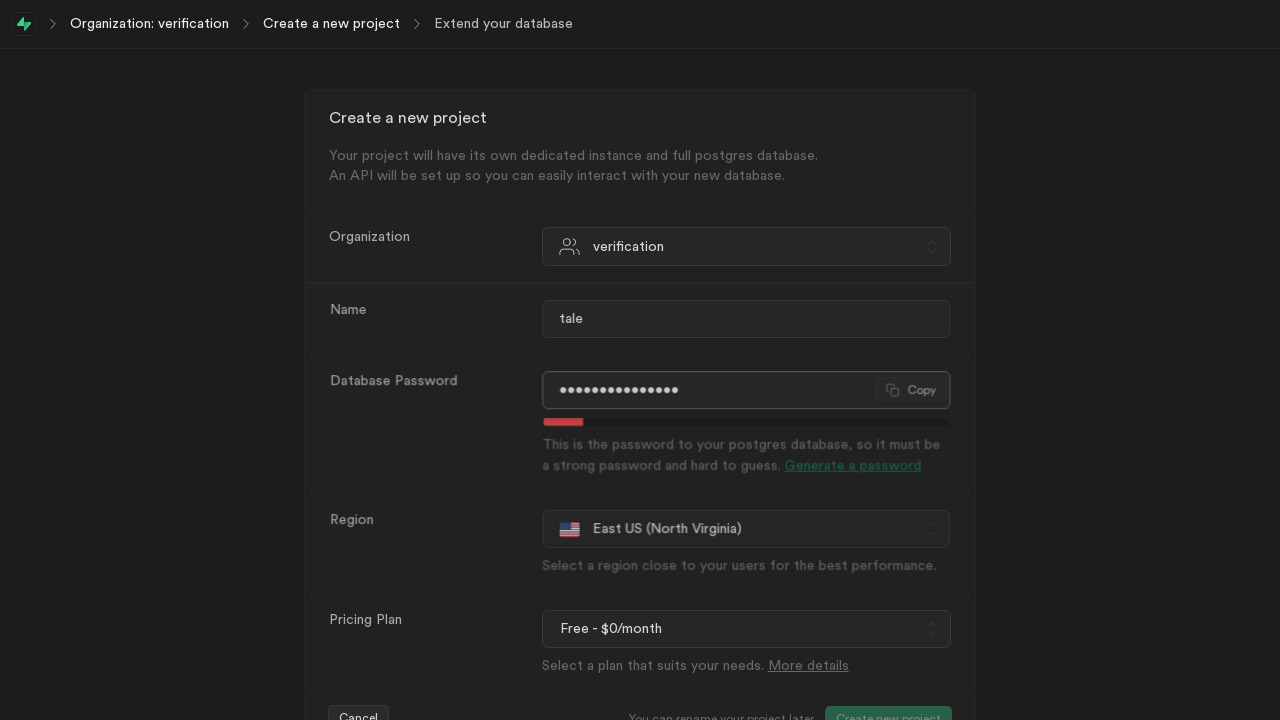 Organization: verification
Create a new project
Extend your database
Create a new project
Your project will have its own dedicated instance and full postgres database.
An API will be set up so you can easily interact with your new database.
Organization
verification
Name
tale
Database Password
•••••••••••••••
Copy
This is the password to your postgres database, so it must be
a strong password and hard to guess. Generate a password
Region
East US (North Virginia)
Select a region close to your users for the best performance.
Pricing Plan
Free - $0/month
Select a plan that suits your needs. More details
Cancel
You can rename your project later
Create new project